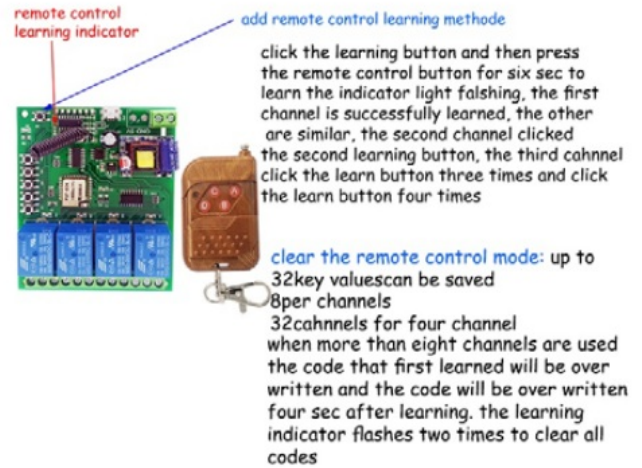 remote control
learning indicator
add remote control learning methode
click the learning button and then press
the remote control button for six sec to
learn the indicator light falshing, the first
channel is successfully learned, the other
are similar, the second channel clicked
the second learning button, the third cahnnel
click the learn button three times and click
the learn button four times
clear the remote control mode: up to
32key valuescan be saved
8per channels
32cahnnels for four channel
when more than eight channels are used
the code that first learned will be over
written and the code will be over written
four sec after learning. the learning
indicator flashes two times to clear all
codes